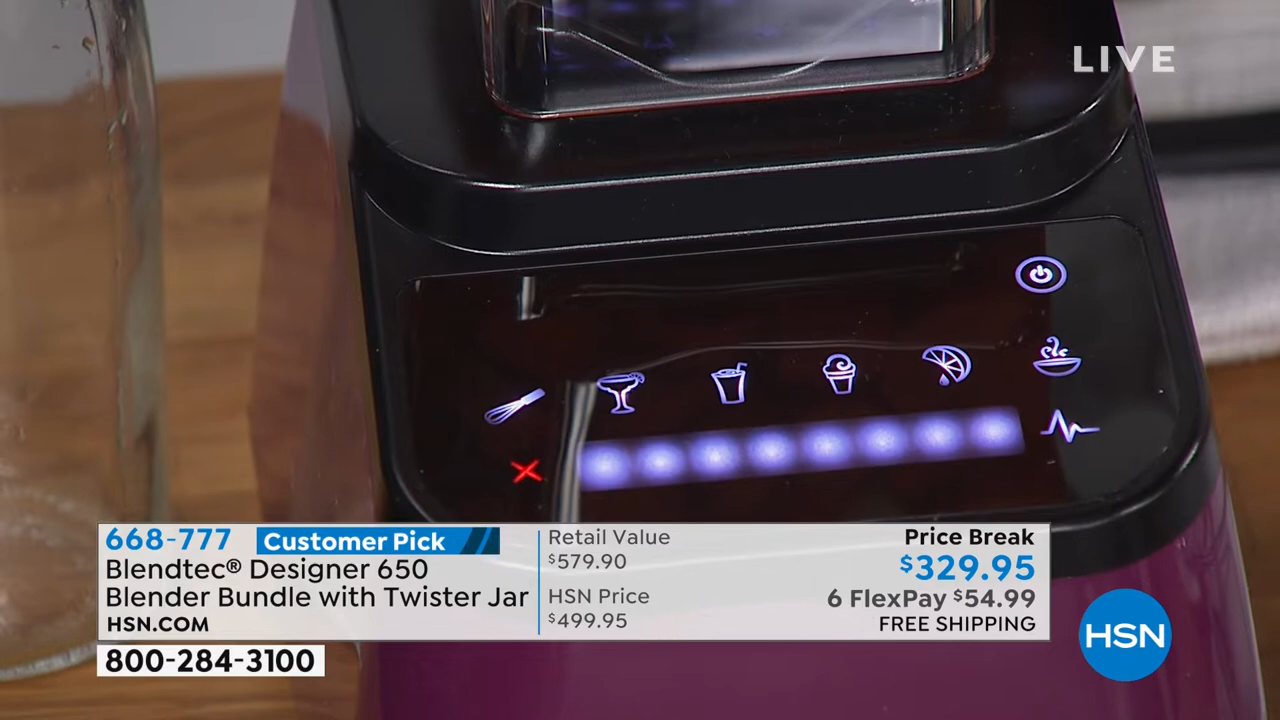 LIVE
668-777 Customer Pick
Blendtec® Designer 650
Blender Bundle with Twister Jar
HSN.COM
Retail Value
$579.90
HSN Price
$499.95
Price Break
$329.95
6 FlexPay $54.99
FREE SHIPPING
HSN
800-284-3100